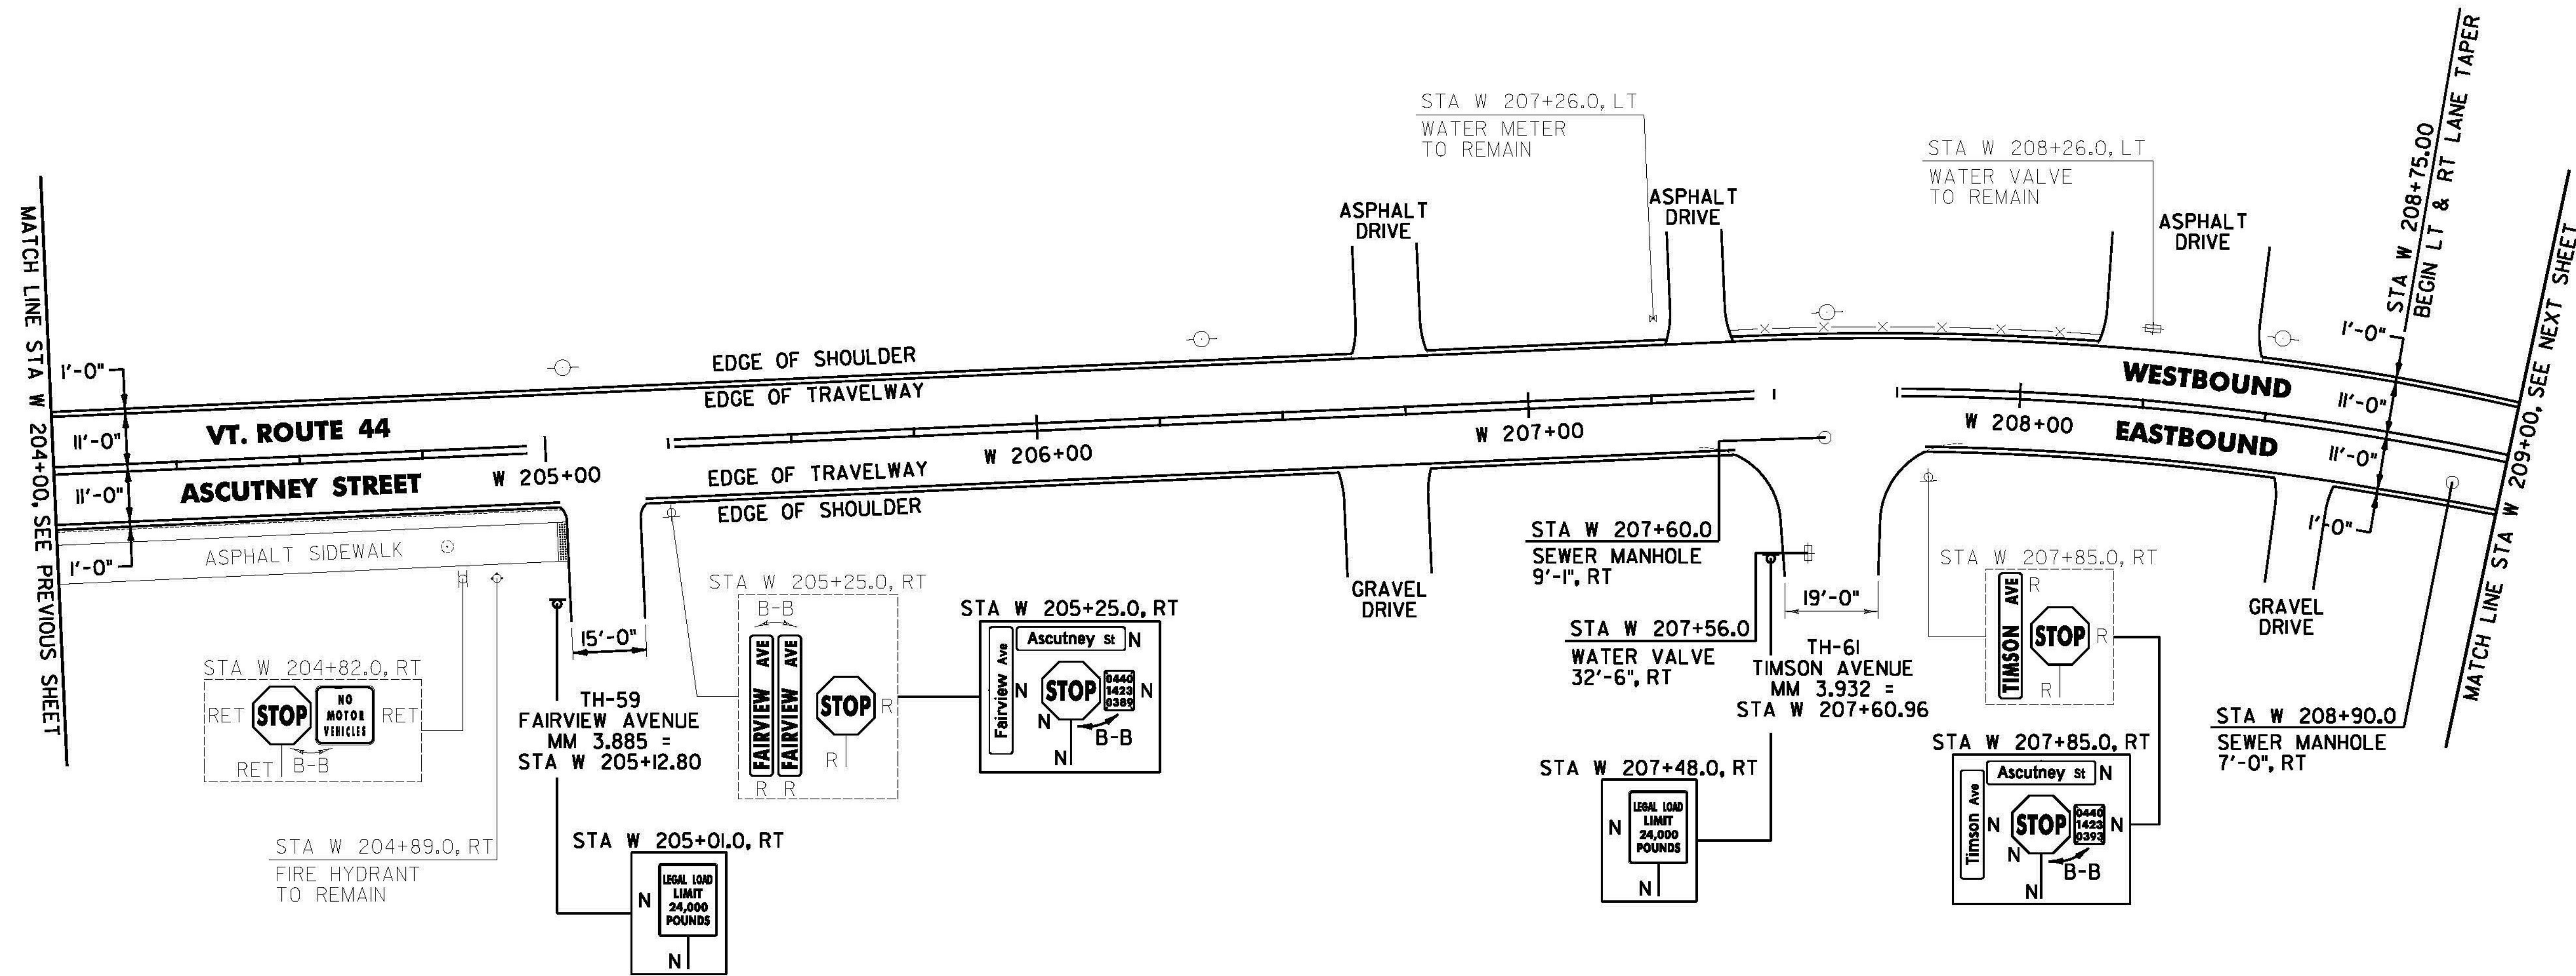 MATCH LINE STA W 204+00, SEE PREVIOUS SHEET
1'-0"
11'-0"
11'-0"
1'-0"
VT. ROUTE 44
ASCUTNEY STREET
ASPHALT SIDEWALK
STA W 204+82.0, RT
RET
STOP
NO
MOTOR
VEHICLES
RET
RET
B-B
STA W 204+89.0, RT
FIRE HYDRANT
TO REMAIN
W 205+00
15'-0"
TH-59
FAIRVIEW AVENUE
MM 3.885 =
STA W 205+12.80
STA W 205+01.0, RT
N
LEGAL LOAD
LIMIT
24,000
POUNDS
N
EDGE OF SHOULDER
EDGE OF TRAVELWAY
EDGE OF TRAVELWAY
EDGE OF SHOULDER
STA W 205+25.0, RT
B-B
FAIRVIEW AVE
FAIRVIEW AVE
R R
STOP
R
R
STA W 205+25.0, RT
Fairview Ave
Ascutney St
N
N
STOP
0440
1423
0389
N
N
B-B
N
W 206+00
W 207+00
ASPHALT
DRIVE
GRAVEL
DRIVE
STA W 207+26.0, LT
WATER METER
TO REMAIN
ASPHALT
DRIVE
STA W 207+60.0
SEWER MANHOLE
9'-1", RT
STA W 207+56.0
WATER VALVE
32'-6", RT
19'-0"
TH-61
TIMSON AVENUE
MM 3.932 =
STA W 207+60.96
STA W 207+48.0, RT
N
LEGAL LOAD
LIMIT
24,000
POUNDS
N
STA W 208+26.0, LT
WATER VALVE
TO REMAIN
ASPHALT
DRIVE
W 208+00
WESTBOUND
EASTBOUND
STA W 207+85.0, RT
TIMSON AVE
R
STOP
R
R
STA W 207+85.0, RT
Timson Ave
Ascutney St
N
N
STOP
0440
1423
0393
N
N
B-B
N
GRAVEL
DRIVE
STA W 208+90.0
SEWER MANHOLE
7'-0", RT
STA W 208+75.00
BEGIN LT & RT LANE TAPER
1'-0"
11'-0"
11'-0"
1'-0"
MATCH LINE STA W 209+00, SEE NEXT SHEET